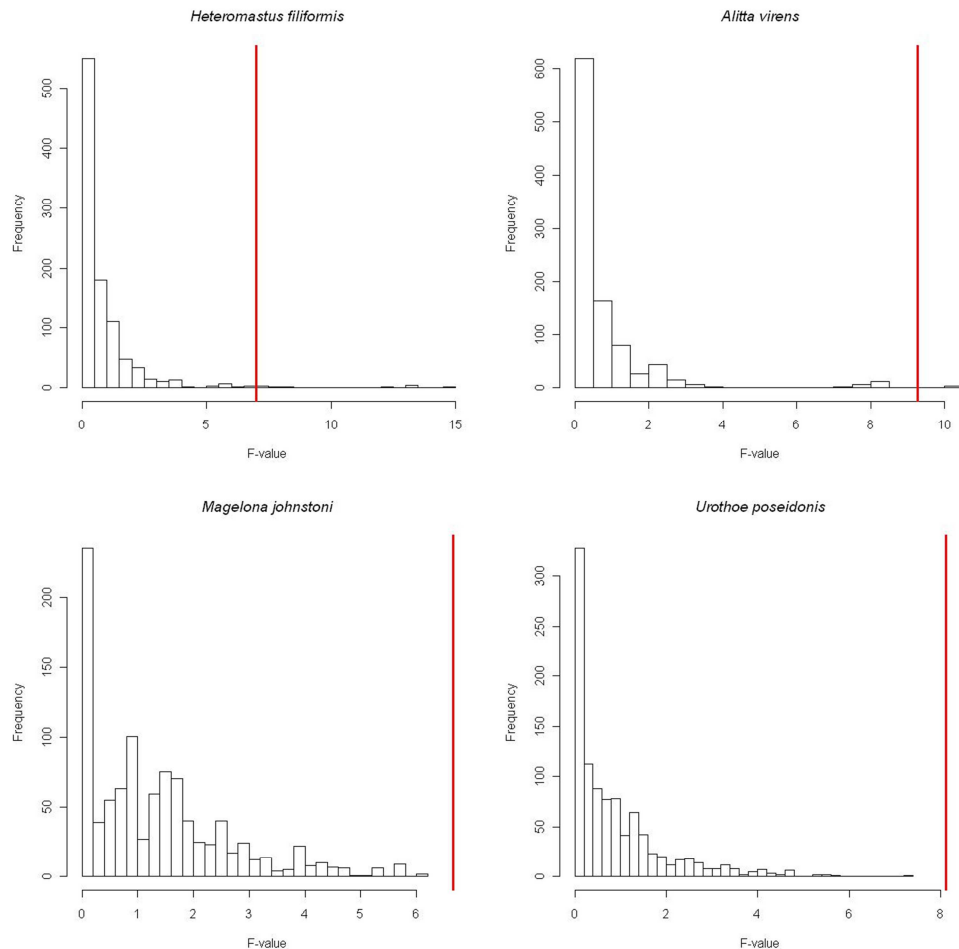 Heteromastus filiformis
Frequency
500
400
300
200
100
0
0 5 10 15
F-value
Alitta virens
Frequency
600
500
400
300
200
100
0
0 2 4 6 8 10
F-value
Magelona johnstoni
Frequency
200
150
100
50
0
0 1 2 3 4 5 6
F-value
Urothoe poseidonis
Frequency
300
250
200
150
100
50
0
0 2 4 6 8
F-value